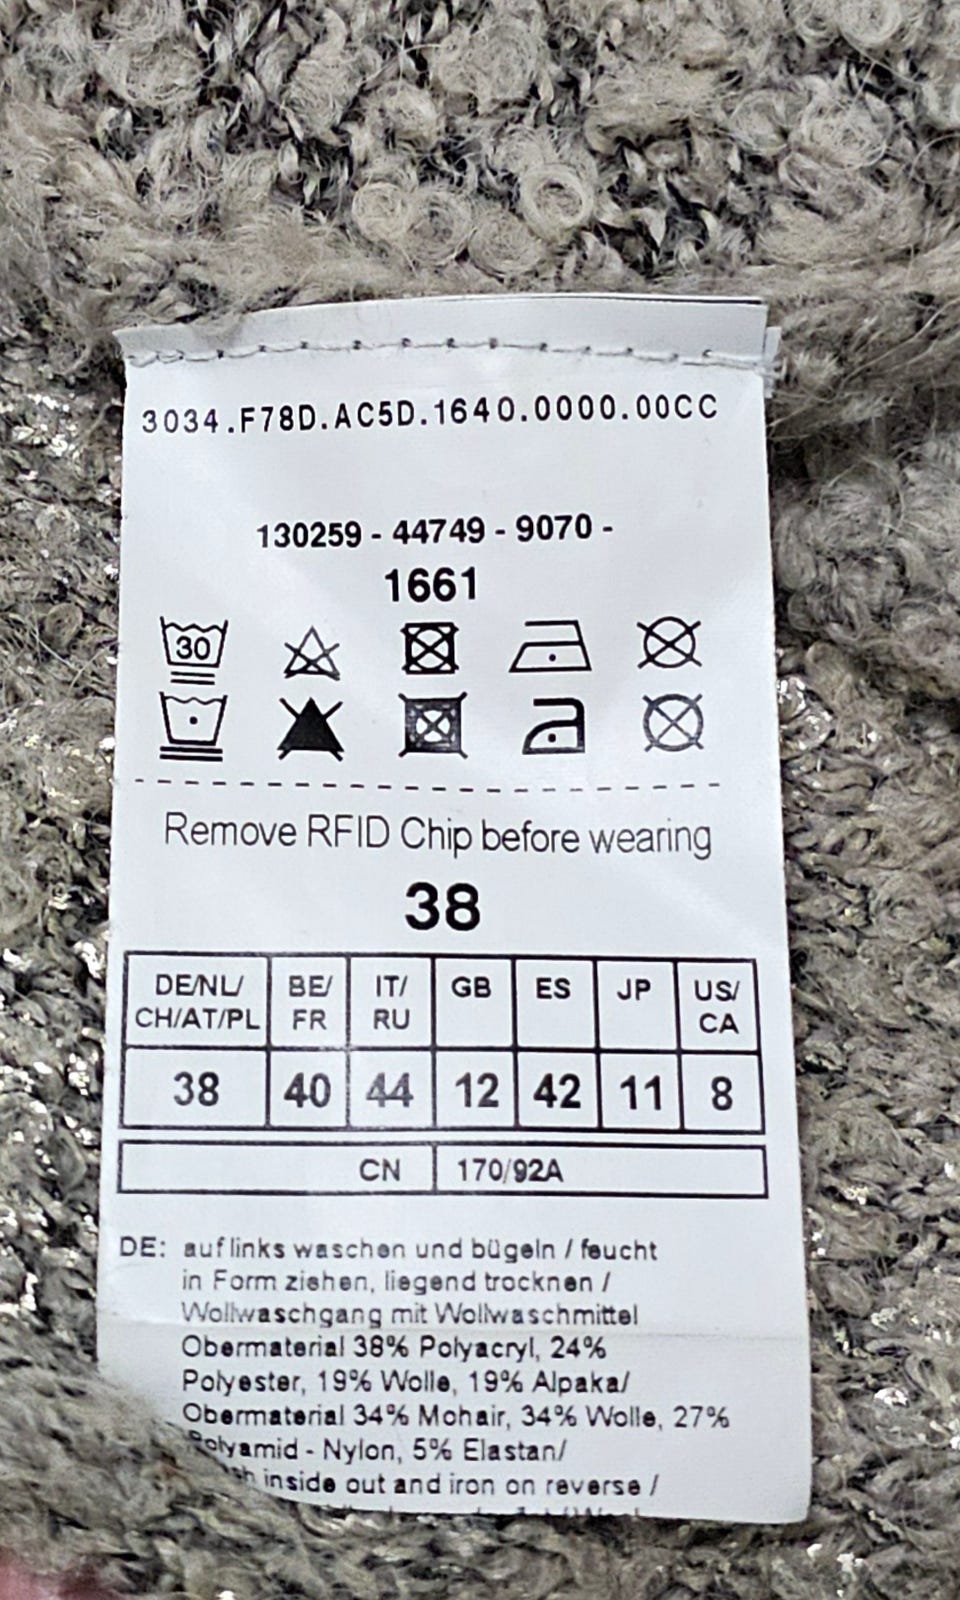 3034.F78D.AC5D.1640.0000.00CC
130259 - 44749 - 9070 -
1661
30
Remove RFID Chip before wearing
38
DE/NL/ BE/ IT/ GB ES JP US/
CH/AT/PL FR RU CA
38 40 44 12 42 11 8
CN 170/92A
DE: auf links waschen und bügeln / feucht
in Form ziehen, liegend trocknen /
Wollwaschgang mit Wollwaschmittel
Obermaterial 38% Polyacryl, 24%
Polyester, 19% Wolle, 19% Alpaka/
Obermaterial 34% Mohair, 34% Wolle, 27%
Polyamid - Nylon, 5% Elastan/
inside out and iron on reverse /